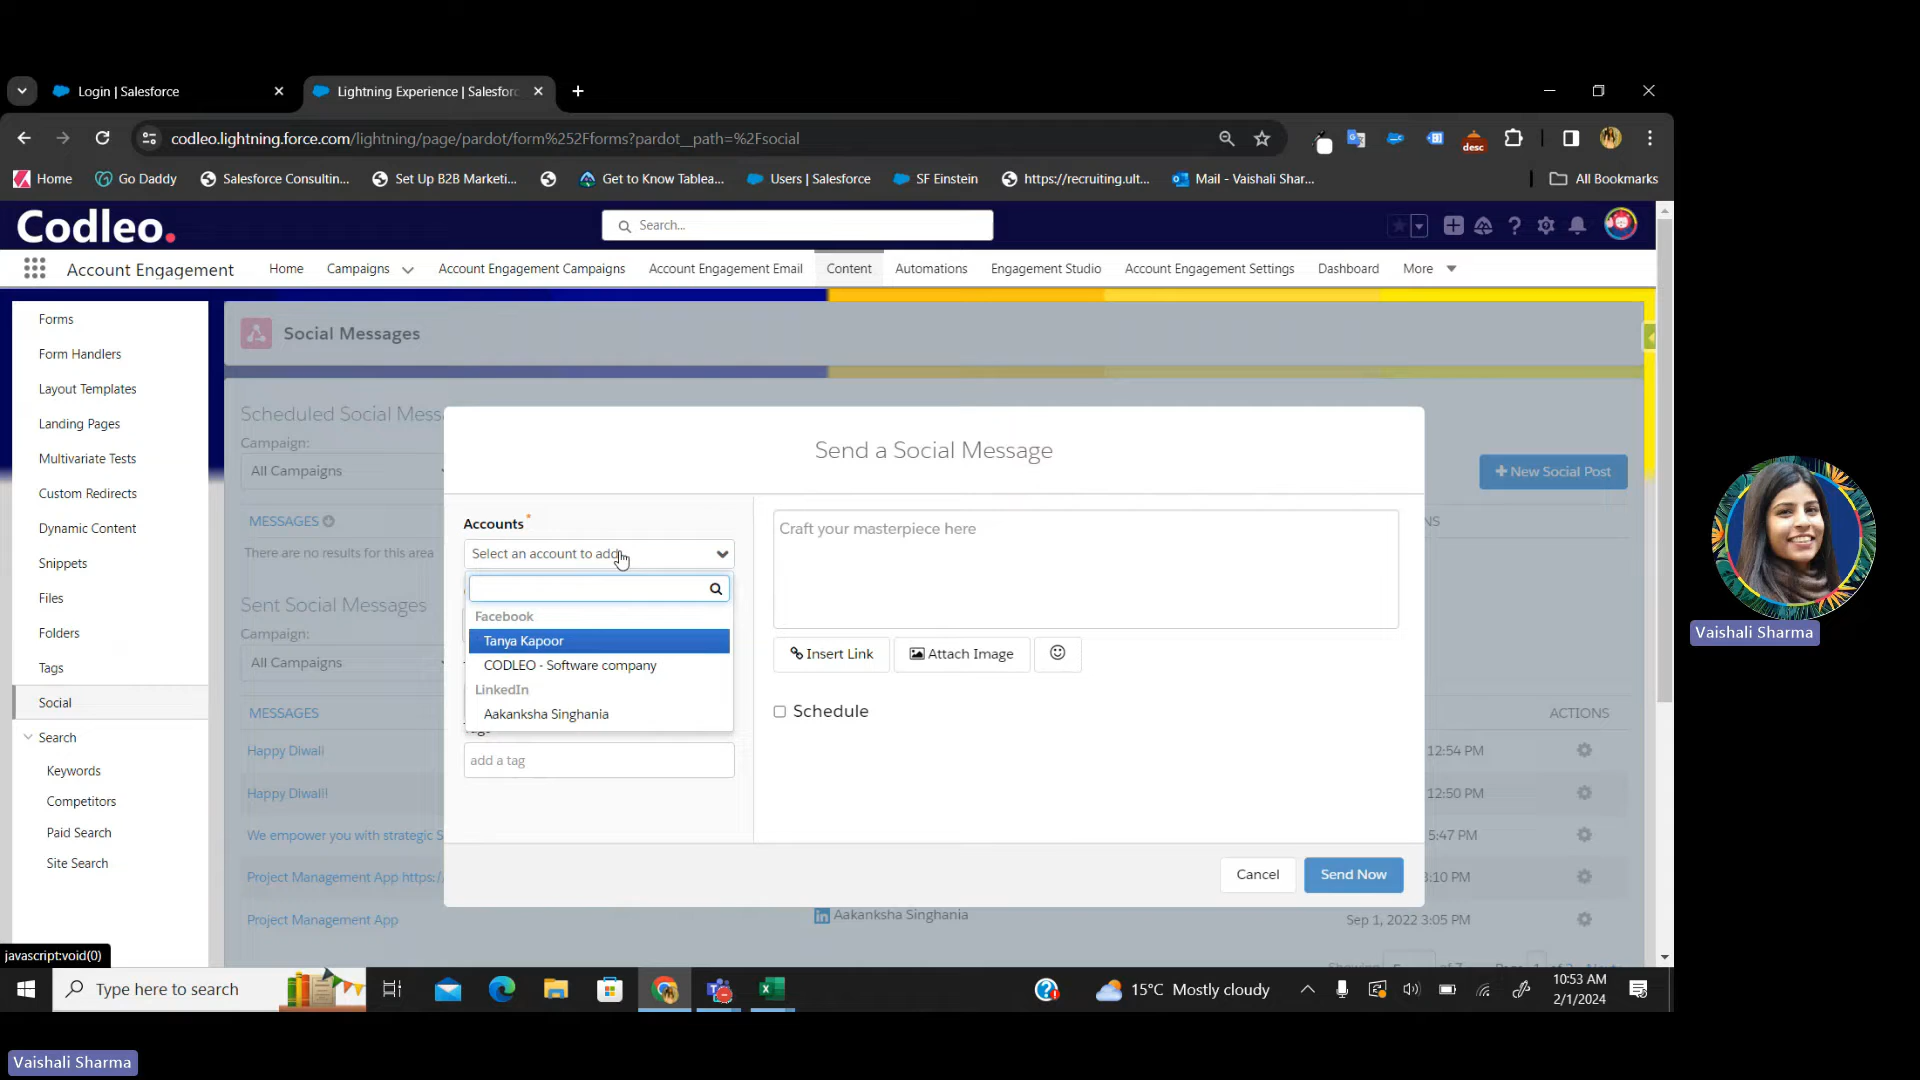 Login | Salesforce
Lightning Experience | Salesforc
codleo.lightning.force.com/lightning/page/pardot/form%252Fforms?pardot__path=%2Fsocial
desc
Home
Go Daddy
Salesforce Consultin...
Set Up B2B Marketi...
Get to Know Tablea...
Users | Salesforce
SF Einstein
https://recruiting.ult...
Mail - Vaishali Shar...
All Bookmarks
Codleo.
Search...
Account Engagement
Home
Campaigns
Account Engagement Campaigns
Account Engagement Email
Content
Automations
Engagement Studio
Account Engagement Settings
Dashboard
More
Forms
Form Handlers
Layout Templates
Landing Pages
Multivariate Tests
Custom Redirects
Dynamic Content
Snippets
Files
Folders
Tags
Social
Search
Keywords
Competitors
Paid Search
Site Search
Social Messages
Scheduled Social Mess
Campaign:
All Campaigns
+ New Social Post
MESSAGES
NS
There are no results for this area
Sent Social Messages
Campaign:
All Campaigns
MESSAGES
ACTIONS
Happy Diwali
12:54 PM
Happy Diwali!
12:50 PM
We empower you with strategic S
5:47 PM
Project Management App https:/
3:10 PM
Project Management App
in Aakanksha Singhania
Sep 1, 2022 3:05 PM
Send a Social Message
Accounts *
Select an account to add
Facebook
Tanya Kapoor
CODLEO - Software company
LinkedIn
Aakanksha Singhania
add a tag
Craft your masterpiece here
Insert Link
Attach Image
Schedule
Cancel
Send Now
javascript:void(0)
Type here to search
15°C Mostly cloudy
10:53 AM
2/1/2024
Vaishali Sharma
Vaishali Sharma